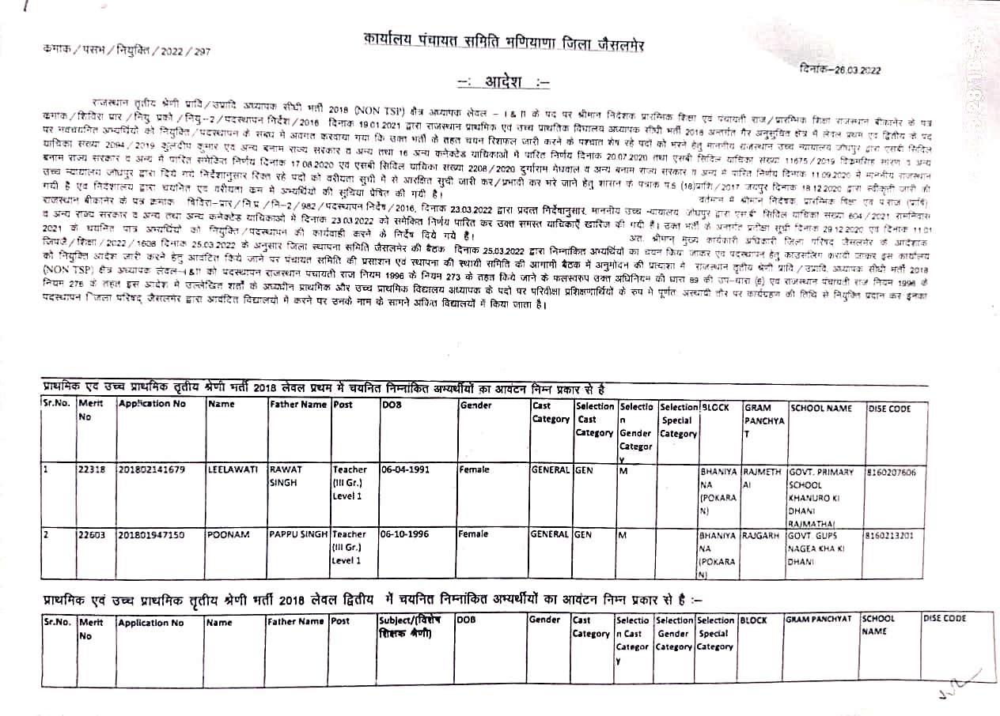 कार्यालय पंचायत समिति भणियाणा जिला जैसलमेर
कमाक / पसभ / नियुक्ति / 2022 / 297
दिनांक–26.03.2022
–: आदेश :–
राजस्थान तृतीय श्रेणी प्रावि / उप्रावि अध्यापक सीधी भर्ती 2018 (NON TSP) क्षैत्र अध्यापक लेवल – I & II के पद पर श्रीमान निदेशक प्रारम्भिक शिक्षा एवं पंचायती राज / प्रारम्भिक शिक्षा राजस्थान बीकानेर के पत्र
कमाक / शिविरा प्रार / नियु प्रको / नियु–2 / पदस्थापन निर्देश / 2016 दिनाक 19.01.2021 द्वारा राजस्थान प्राथमिक एवं उच्च प्राथतिक विद्यालय अध्यापक सीधी भर्ती 2018 अन्तर्गत गैर अनुसुचित क्षैत्र में लेवल प्रथम एवं द्वितीय के पद
पर नवचयनित अभ्यर्थियों को नियुक्ति / पदस्थापन के संबध मे अवगत करवाया गया कि उक्त भर्ती के तहत चयन रिशफल जारी करने के पश्चात शेष रहे पदों को भरने हेतु माननीय राजस्थान उच्च न्यायालय जोधपुर द्वारा एसबी सिविल
याचिका संख्या 2094 / 2019 कुलदीप कुमार एवं अन्य बनाम राज्य सरकार व अन्य तथा 16 अन्य कनेक्टेड याचिकाओं में पारित निर्णय दिनाक 20.07.2020 तथा एसबी सिविल याचिका संख्या 11675 / 2019 विक्रमसिंह सारण व अन्य
बनाम राज्य सरकार व अन्य में पारित समेकित निर्णय दिनाक 17.08.2020 एवं एसबी सिविल याचिका संख्या 2208 / 2020 दुर्गाराम मेघवाल व अन्य बनाम राज्य सरकार व अन्य में पारित निर्णय दिनाक 11.09.2020 मे माननीय राजस्थान
उच्च न्यायालय जोधपुर द्वारा दिये गये निर्देशानुसार रिक्त रहे पदों को वरीयता सुची में से आरक्षित सुची जारी कर / प्रभावी कर भरे जाने हेतु शासन के पत्राक प.5 (18)प्राशि / 2017 जयपुर दिनाक 18.12.2020 द्वारा स्वीकृती जारी की
गयी है एवं निदेशालय द्वारा चयनित एवं वरीयता कम में अभ्यर्थियों की सुचिया प्रेषित की गयी है। वर्तमान में श्रीमान् निदेशक, प्रारम्भिक शिक्षा एवं प राज (प्राशि)
राजस्थान बीकानेर के पत्र कमाक शिविरा–प्रार / नि प्र / नि–2 / 982 / पदस्थापन निर्देष / 2016, दिनाक 23.03.2022 द्वारा प्रदत्त निर्देषानुसार, माननीय उच्च न्यायालय जोधपुर द्वारा एस बी सिविल याचिका संख्या 604 / 2021 रामनिवास
व अन्य राज्य सरकार व अन्य तथा अन्य कनेक्टेड याचिकाओं में दिनाक 23.03.2022 को समेकित निर्णय पारित कर उक्त समस्त याचिकाएँ खारिज की गयी है। उक्त भर्ती के अन्तर्गत प्रतीक्षा सूचि दिनाक 29.12.2020 एव दिनाक 11.01
2021 के चयनित पात्र अभ्यर्थियों को नियुक्ति / पदस्थापन की कार्यवाही करने के निर्देष दिये गये है। अत. श्रीमान् मुख्य कार्यकारी अधिकारी जिला परिषद जैसलमेर के आदेशाक
जिपजै / शिक्षा / 2022 / 1608 दिनाक 25.03.2022 के अनुसार जिला स्थापना समिति जैसलमेर की बैठक दिनाक 25.03.2022 द्वारा निम्नांकित अभ्यर्थियों का चयन किया जाकर एवं पदस्थापन हेतु काउंसलिंग करायी जाकर इस कार्यालय
को नियुक्ति आदेश जारी करने हेतु आवंटित किये जाने पर पंचायत समिति की प्रसाशन एवं स्थापना की स्थायी समिति की आगामी बैठक में अनुमोदन की प्रत्याशा में राजस्थान तृतीय श्रेणी प्रावि / उप्रावि, अध्यापक सीधी भर्ती 2018
(NON TSP) क्षैत्र अध्यापक लेवल–I & II को पदस्थापन राजस्थान पंचायती राज नियम 1996 के नियम 273 के तहत किये जाने के फलस्वरुप उक्त अधिनियम की धारा 89 की उप–धारा (6) एवं राजस्थान पंचायती राज नियम 1996 के
नियम 276 के तहत इस आदेश में उल्लेखित शर्तों के अध्यधीन प्राथमिक और उच्च प्राथमिक विद्यालय अध्यापक के पदों पर परिवीक्षा प्रशिक्षणार्थियों के रुप मे पूर्णतः अस्थायी तौर पर कार्यग्रहण की तिथि से नियुक्ति प्रदान कर इनका
पदस्थापन जिला परिषद् जैसलमेर द्वारा आवंटित विद्यालयों में करने पर उनके नाम के सामने अंकित विद्यालयों में किया जाता है।
प्राथमिक एवं उच्च प्राथमिक तृतीय श्रेणी भर्ती 2018 लेवल प्रथम में चयनित निम्नांकित अभ्यर्थीयों का आवंटन निम्न प्रकार से है
Sr.No. Merit No Application No Name Father Name Post DOB Gender Cast Category Selection Cast Category Selection Gender Category Selection Special Category BLOCK GRAM PANCHYAT SCHOOL NAME DISE CODE
1 22318 201802141679 LEELAWATI RAWAT SINGH Teacher (III Gr.) Level 1 06-04-1991 Female GENERAL GEN M BHANIYANA (POKARAN) RAJMETHAI GOVT. PRIMARY SCHOOL KHANURO KI DHANI RAJMATHAI 8160207606
2 22603 201801947150 POONAM PAPPU SINGH Teacher (III Gr.) Level 1 06-10-1996 Female GENERAL GEN M BHANIYANA (POKARAN) RAJGARH GOVT. GUPS NAGEA KHA KI DHANI 8160213201
प्राथमिक एवं उच्च प्राथमिक तृतीय श्रेणी भर्ती 2018 लेवल द्वितीय में चयनित निम्नांकित अभ्यर्थीयों का आवंटन निम्न प्रकार से है :–
Sr.No. Merit No Application No Name Father Name Post Subject/(विशेष शिक्षक श्रेणी) DOB Gender Cast Category Selection Cast Category Selection Gender Category Selection Special Category BLOCK GRAM PANCHYAT SCHOOL NAME DISE CODE